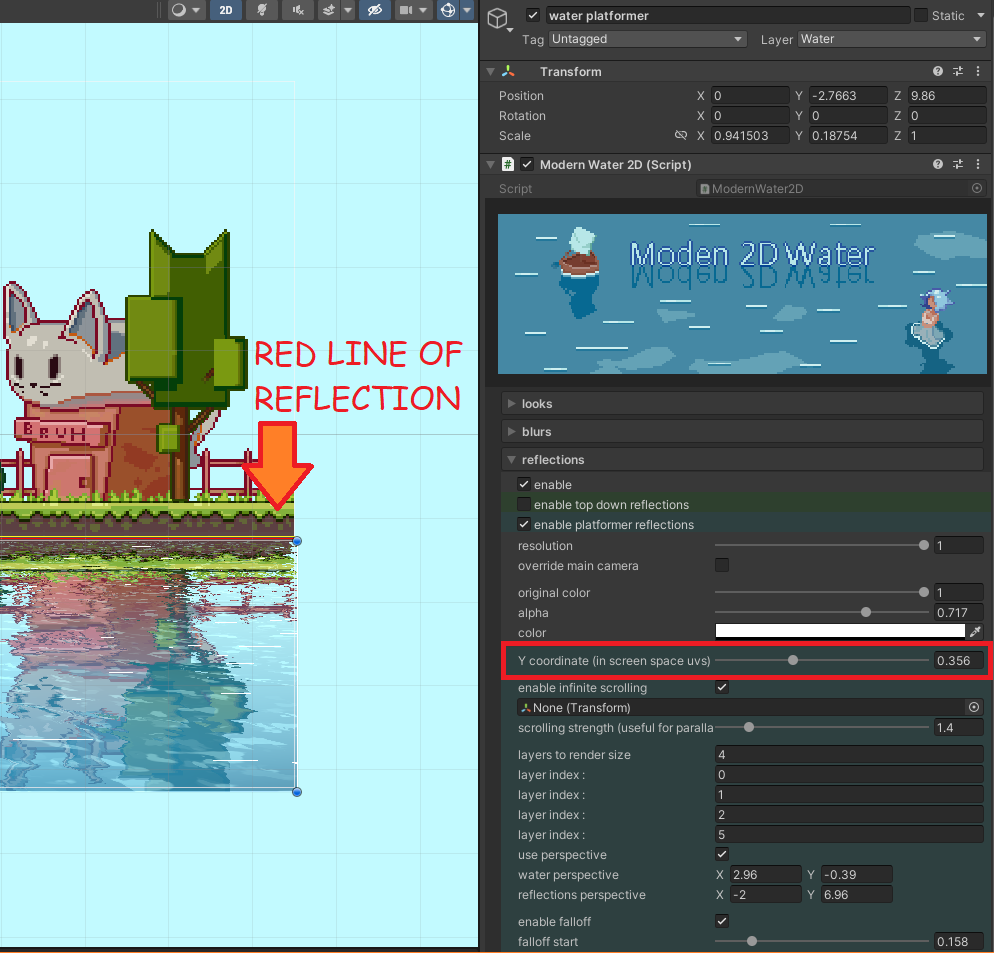 2D
water platformer
Static
Tag Untagged Layer Water
Transform
Position X 0 Y -2.7663 Z 9.86
Rotation X 0 Y 0 Z 0
Scale X 0.941503 Y 0.18754 Z 1
# Modern Water 2D (Script)
Script # ModernWater2D
Moden 2D Water
RED LINE OF
REFLECTION
BRUH
looks
blurs
reflections
enable
enable top down reflections
enable platformer reflections
resolution 1
override main camera
original color 1
alpha 0.717
color
Y coordinate (in screen space uvs) 0.356
enable infinite scrolling
None (Transform)
scrolling strength (useful for paralla 1.4
layers to render size 4
layer index : 0
layer index : 1
layer index : 2
layer index : 5
use perspective
water perspective X 2.96 Y -0.39
reflections perspective X -2 Y 6.96
enable falloff
falloff start 0.158